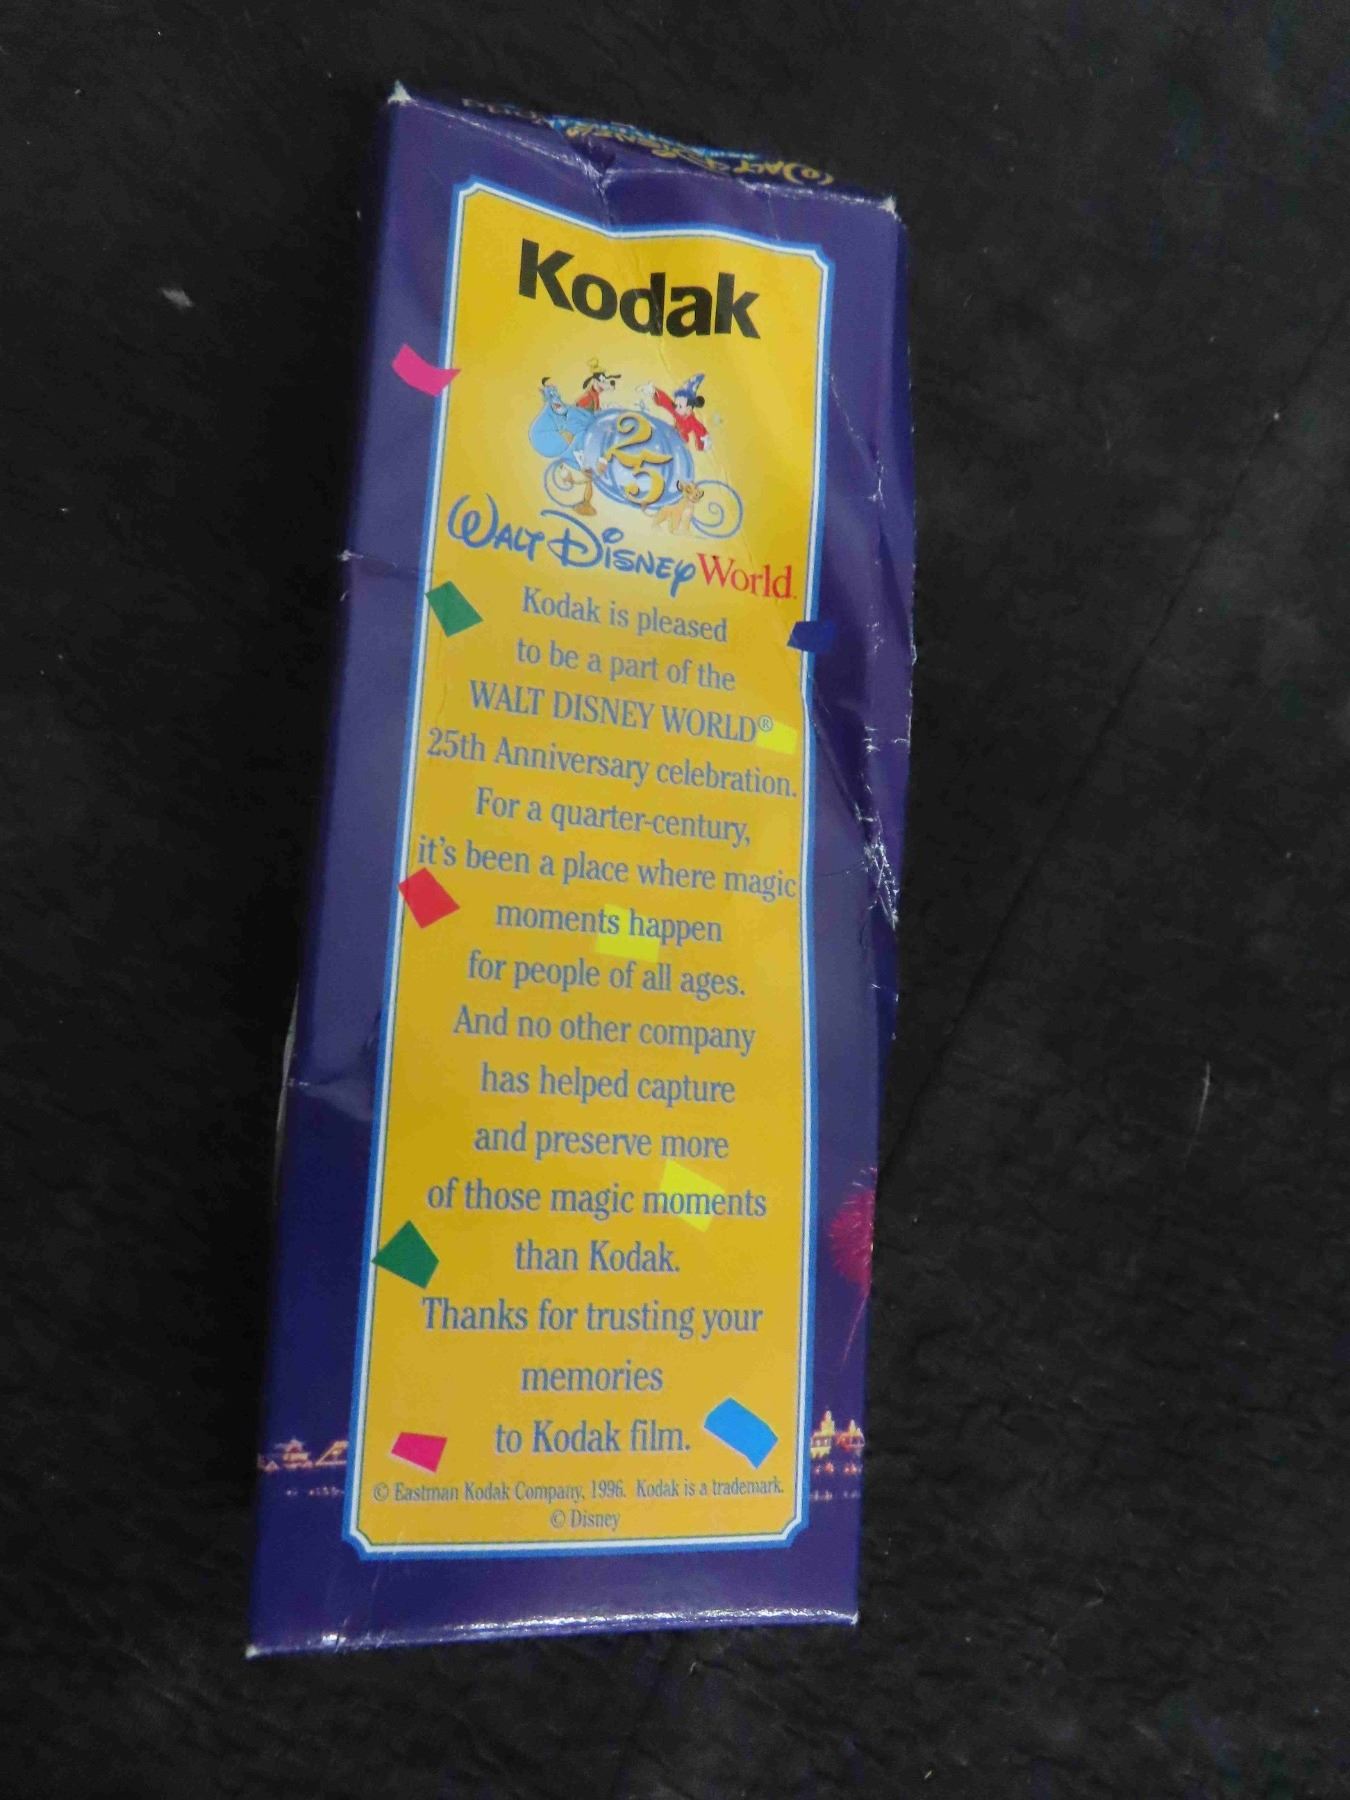 Kodak
25
WALT DISNEY World.
Kodak is pleased
to be a part of the
WALT DISNEY WORLD®
25th Anniversary celebration.
For a quarter-century,
it's been a place where magic
moments happen
for people of all ages.
And no other company
has helped capture
and preserve more
of those magic moments
than Kodak.
Thanks for trusting your
memories
to Kodak film.
© Eastman Kodak Company, 1996. Kodak is a trademark.
© Disney